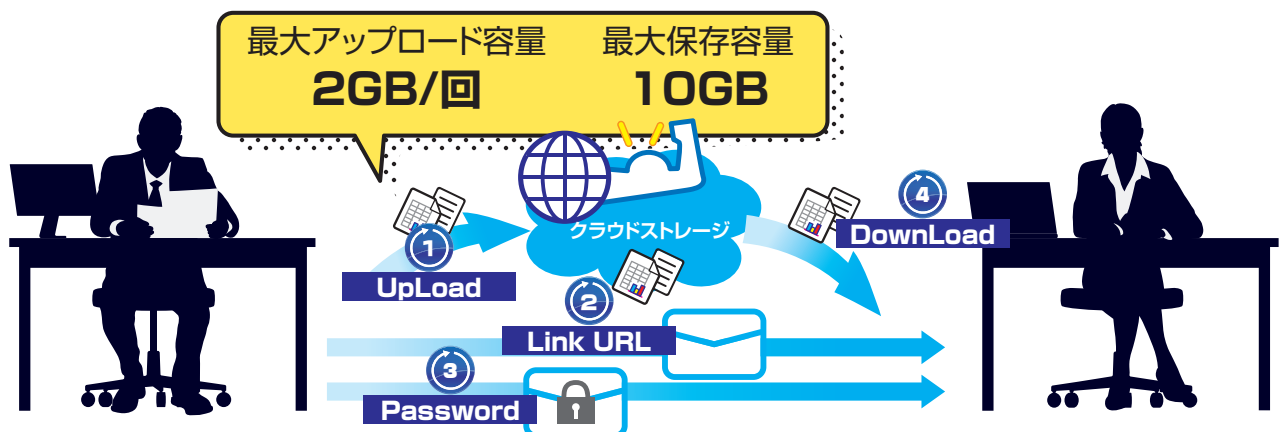 最大アップロード容量
2GB/回
最大保存容量
10GB
クラウドストレージ
1
UpLoad
2
Link URL
3
Password
4
DownLoad